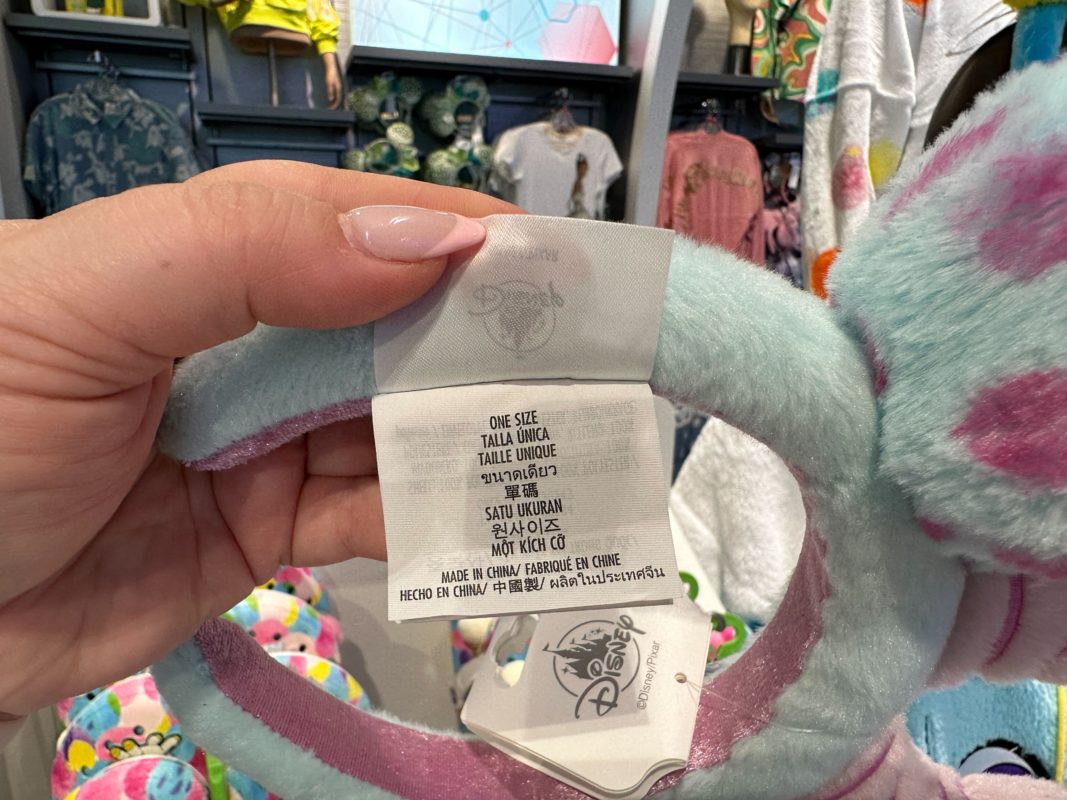 Disney
ONE SIZE
TALLA ÚNICA
TAILLE UNIQUE
ขนาดเดียว
單碼
SATU UKURAN
원사이즈
MỘT KÍCH CỠ
MADE IN CHINA/ FABRIQUÉ EN CHINE
HECHO EN CHINA/ 中國製/ ผลิตในประเทศจีน
DISNEY
©Disney/Pixar